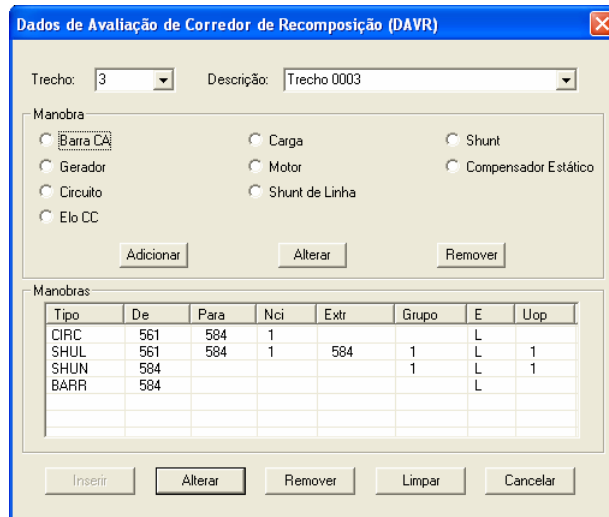 Dados de Avaliação de Corredor de Recomposição (DAVR)
Trecho: 3 Descrição: Trecho 0003
Manobra
Barra CA Carga Shunt
Gerador Motor Compensador Estático
Circuito Shunt de Linha
Elo CC
Adicionar Alterar Remover
Manobras
Tipo De Para Nci Extr Grupo E Uop
CIRC 561 584 1 L
SHUL 561 584 1 584 1 L 1
SHUN 584 1 L 1
BARR 584 L
Inserir Alterar Remover Limpar Cancelar